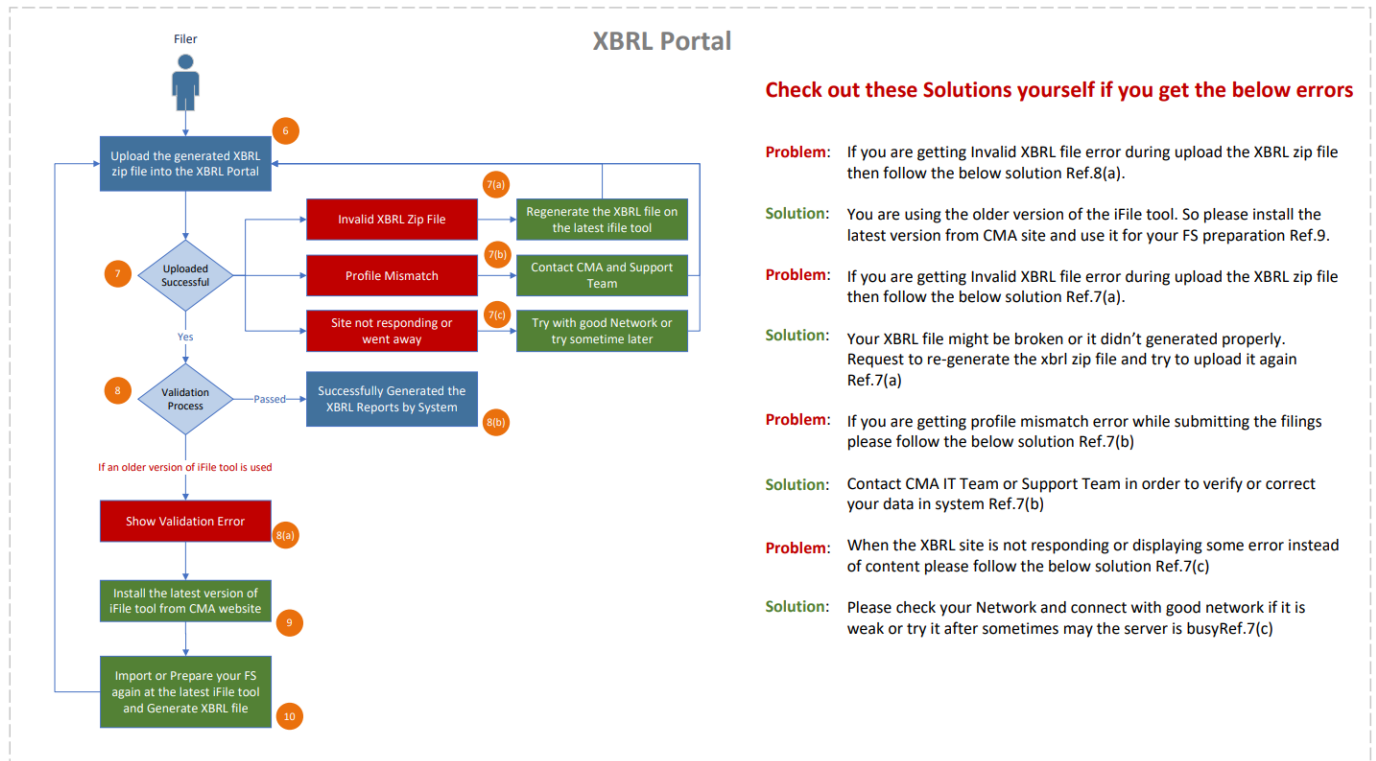 Filer
XBRL Portal
6
Upload the generated XBRL
zip file into the XBRL Portal
7
Uploaded
Successful
Invalid XBRL Zip File
7(a)
Regenerate the XBRL file on
the latest ifile tool
Profile Mismatch
7(b)
Contact CMA and Support
Team
Site not responding or
went away
7(c)
Try with good Network or
try sometime later
Yes
8
Validation
Process
Passed
Successfully Generated the
XBRL Reports by System
8(b)
If an older version of iFile tool is used
Show Validation Error
8(a)
Install the latest version of
iFile tool from CMA website
9
Import or Prepare your FS
again at the latest iFile tool
and Generate XBRL file
10
Check out these Solutions yourself if you get the below errors
Problem: If you are getting Invalid XBRL file error during upload the XBRL zip file
then follow the below solution Ref.8(a).
Solution: You are using the older version of the iFile tool. So please install the
latest version from CMA site and use it for your FS preparation Ref.9.
Problem: If you are getting Invalid XBRL file error during upload the XBRL zip file
then follow the below solution Ref.7(a).
Solution: Your XBRL file might be broken or it didn’t generated properly.
Request to re-generate the xbrl zip file and try to upload it again
Ref.7(a)
Problem: If you are getting profile mismatch error while submitting the filings
please follow the below solution Ref.7(b)
Solution: Contact CMA IT Team or Support Team in order to verify or correct
your data in system Ref.7(b)
Problem: When the XBRL site is not responding or displaying some error instead
of content please follow the below solution Ref.7(c)
Solution: Please check your Network and connect with good network if it is
weak or try it after sometimes may the server is busyRef.7(c)